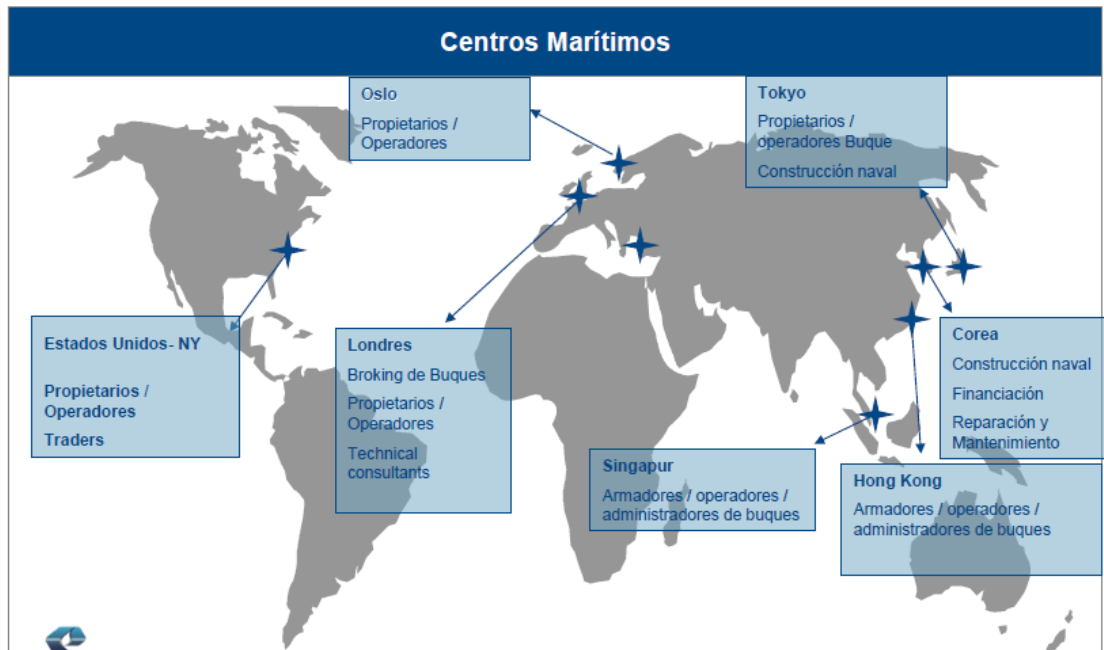 Centros Marítimos
Oslo
Propietarios /
Operadores
Tokyo
Propietarios /
operadores Buque
Construcción naval
Estados Unidos- NY
Propietarios /
Operadores
Traders
Londres
Broking de Buques
Propietarios /
Operadores
Technical
consultants
Corea
Construcción naval
Financiación
Reparación y
Mantenimiento
Singapur
Armadores / operadores /
administradores de buques
Hong Kong
Armadores / operadores /
administradores de buques